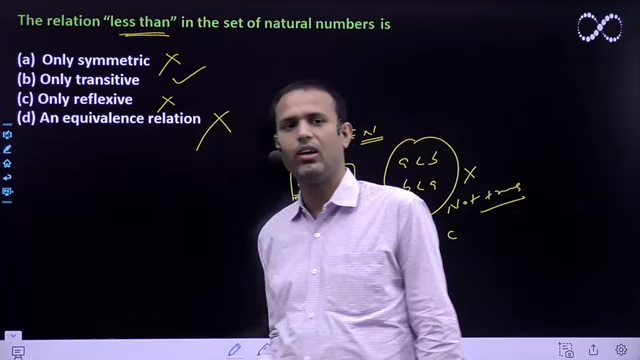 The relation "less than" in the set of natural numbers is
(a) Only symmetric
(b) Only transitive
(c) Only reflexive
(d) An equivalence relation
∈ N
a < b
b < a
Not true
c